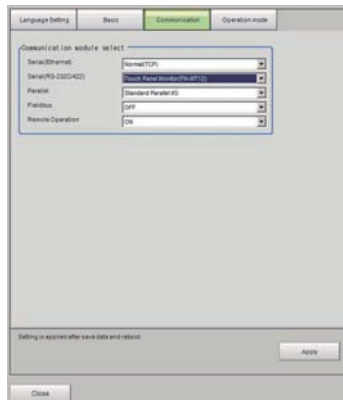 Language Setting Basic Communication Operation mode
Communication module select
Serial(Ethernet) Normal(TCP)
Serial(RS-232C/422) Touch Panel Monitor(FH-MT12)
Parallel Standard Parallel I/O
Fieldbus OFF
Remote Operation ON
Setting is applied after save data and reboot.
Apply
Close